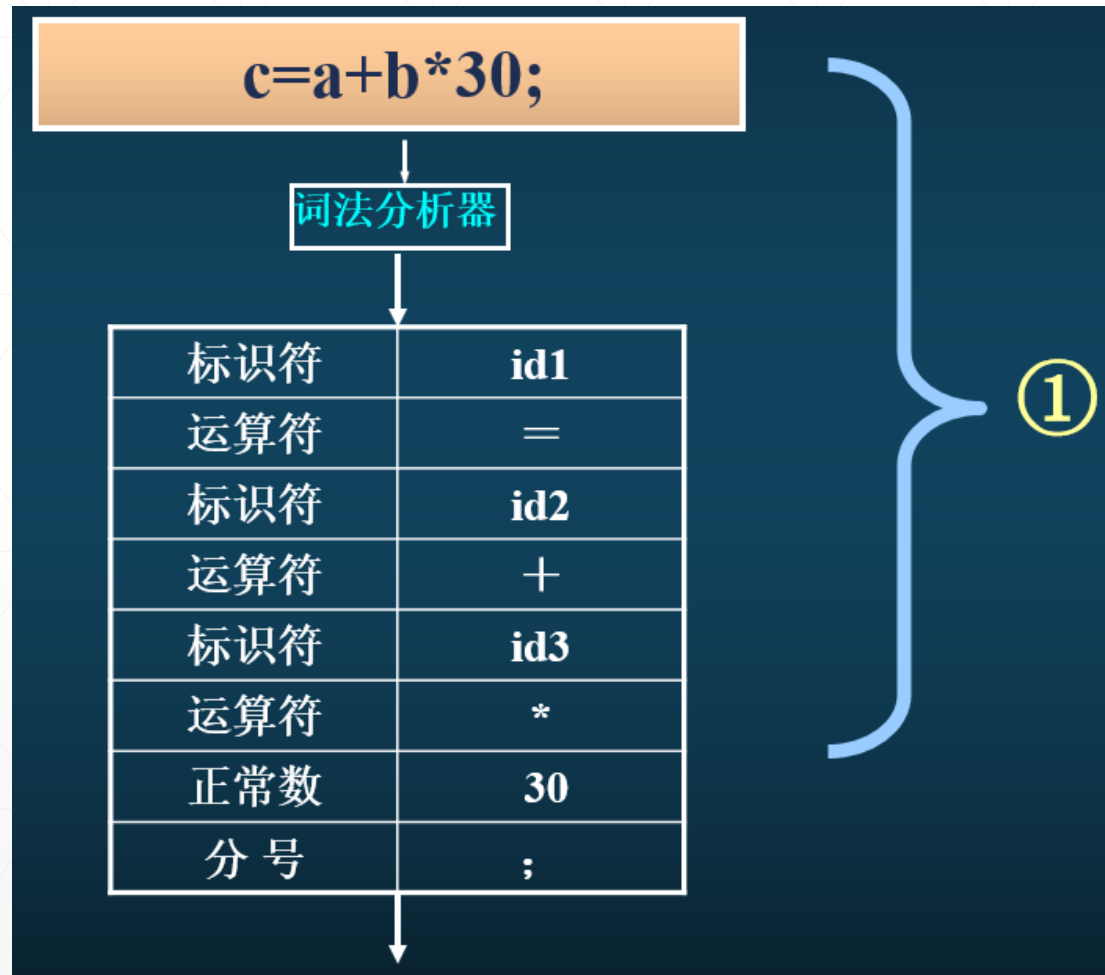 c=a+b*30;
词法分析器
标识符 id1
运算符 =
标识符 id2
运算符 +
标识符 id3
运算符 *
正常数 30
分 号 ;
①